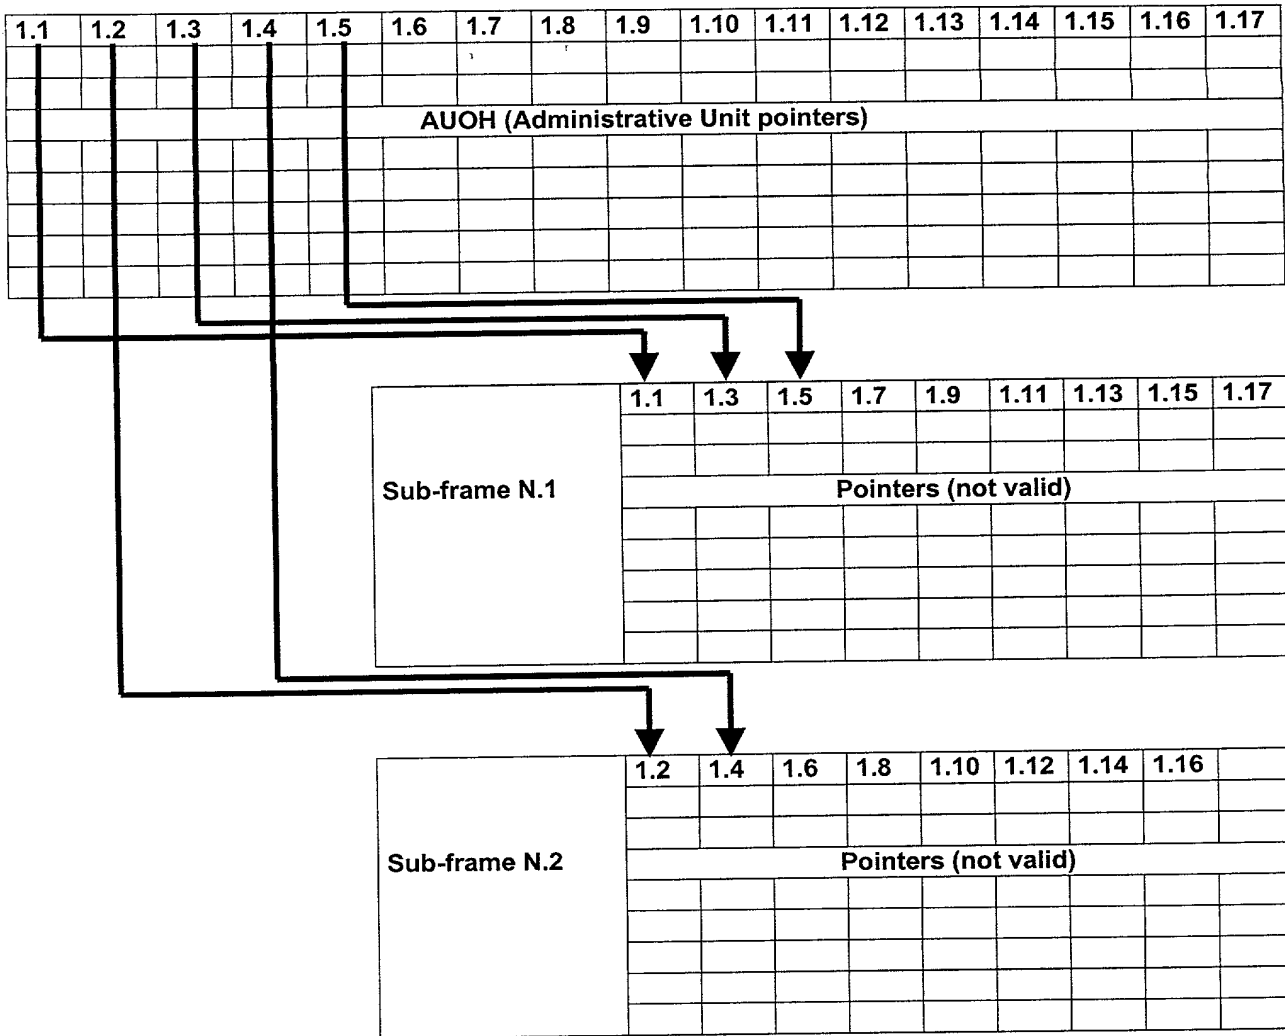 1.1 1.2 1.3 1.4 1.5 1.6 1.7 1.8 1.9 1.10 1.11 1.12 1.13 1.14 1.15 1.16 1.17
AUOH (Administrative Unit pointers)
1.1 1.3 1.5 1.7 1.9 1.11 1.13 1.15 1.17
Sub-frame N.1 Pointers (not valid)
1.2 1.4 1.6 1.8 1.10 1.12 1.14 1.16
Sub-frame N.2 Pointers (not valid)